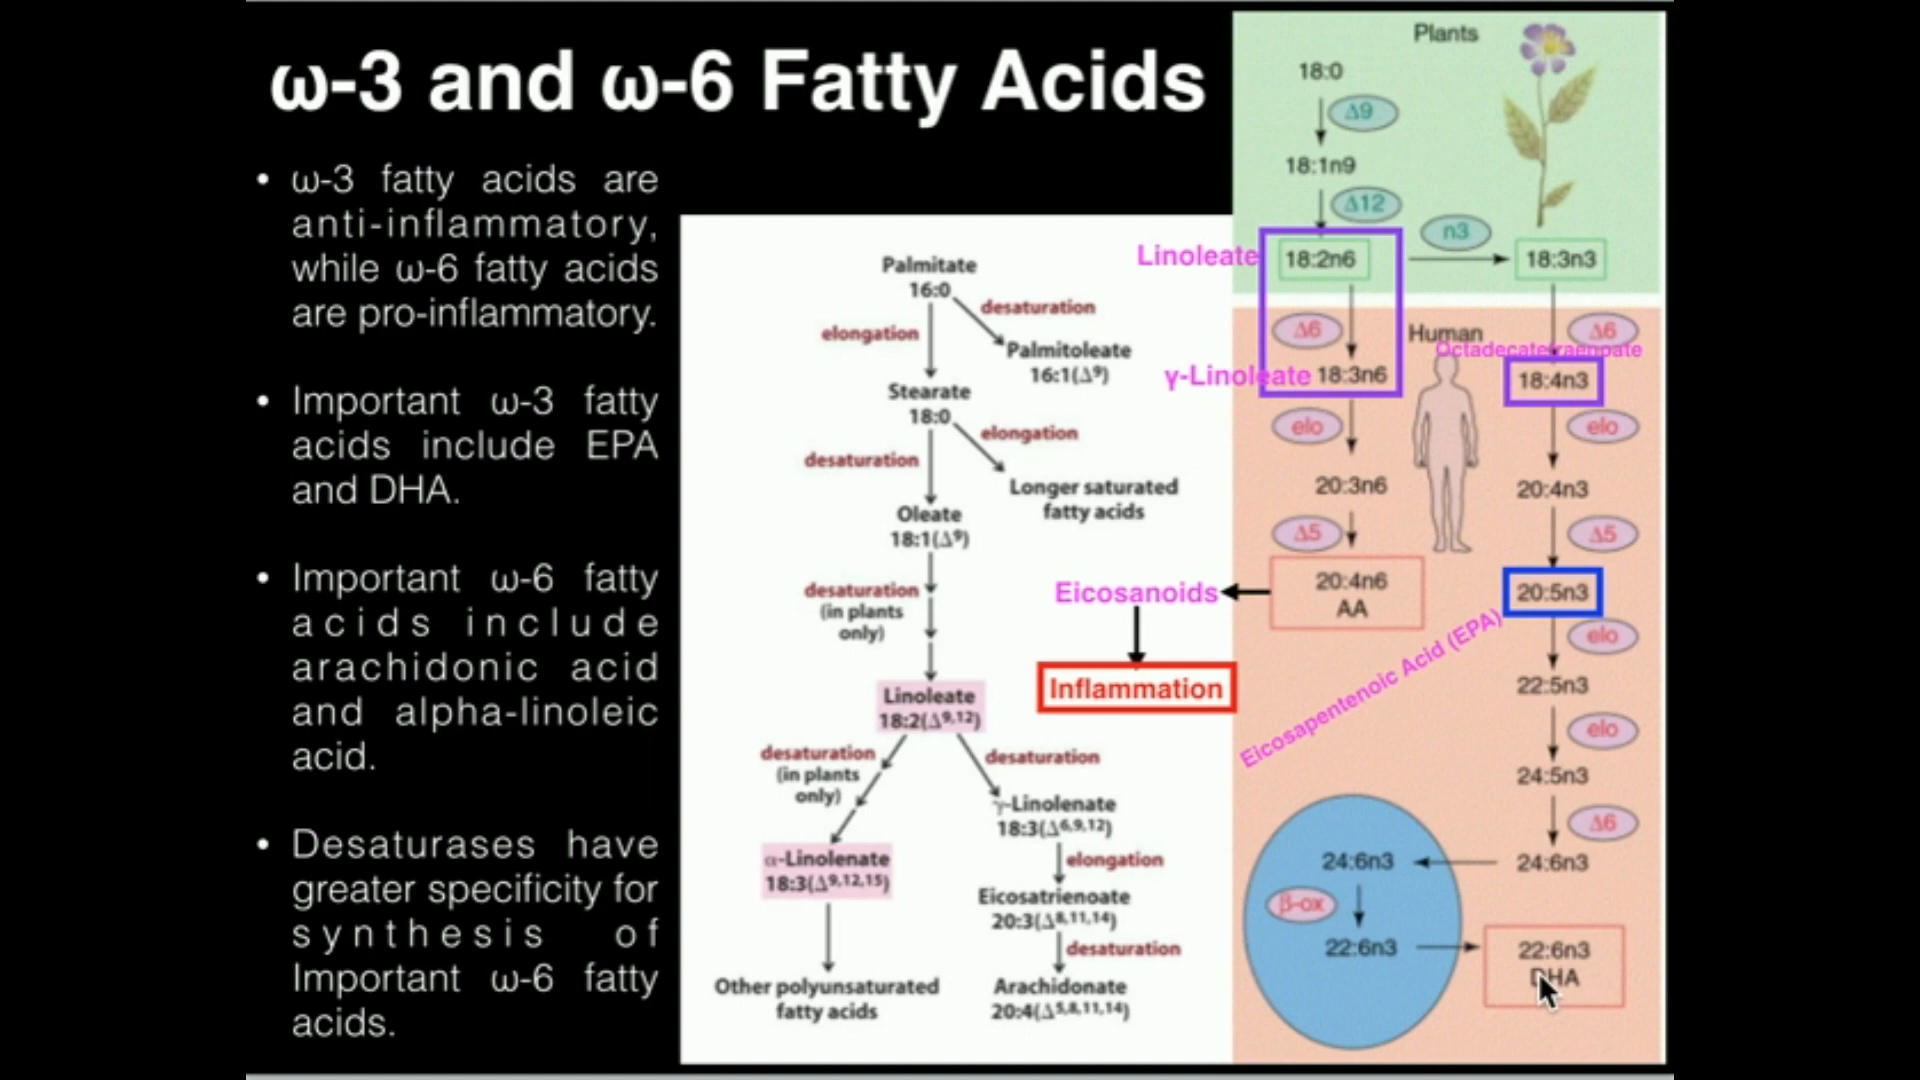 ω-3 and ω-6 Fatty Acids
• ω-3 fatty acids are
anti-inflammatory,
while ω-6 fatty acids
are pro-inflammatory.
• Important ω-3 fatty
acids include EPA
and DHA.
• Important ω-6 fatty
acids include
arachidonic acid
and alpha-linoleic
acid.
• Desaturases have
greater specificity for
synthesis of
Important ω-6 fatty
acids.
Palmitate
16:0
desaturation
elongation
Palmitoleate
16:1(Δ⁹)
Stearate
18:0
elongation
desaturation
Longer saturated
fatty acids
Oleate
18:1(Δ⁹)
desaturation
(in plants
only)
Linoleate
18:2(Δ⁹,¹²)
desaturation
(in plants
only)
desaturation
γ-Linolenate
18:3(Δ⁶,⁹,¹²)
α-Linolenate
18:3(Δ⁹,¹²,¹⁵)
elongation
Eicosatrienoate
20:3(Δ⁸,¹¹,¹⁴)
desaturation
Other polyunsaturated
fatty acids
Arachidonate
20:4(Δ⁵,⁸,¹¹,¹⁴)
Plants
18:0
Δ9
18:1n9
Δ12
n3
Linoleate
18:2n6
18:3n3
Δ6
Human
Δ6
Octadecatetraenoate
γ-Linoleate
18:3n6
18:4n3
elo
elo
20:3n6
20:4n3
Δ5
Δ5
Eicosanoids
20:4n6
AA
20:5n3
Inflammation
Eicosapentenoic Acid (EPA)
elo
22:5n3
elo
24:5n3
Δ6
24:6n3
24:6n3
β-ox
22:6n3
22:6n3
DHA